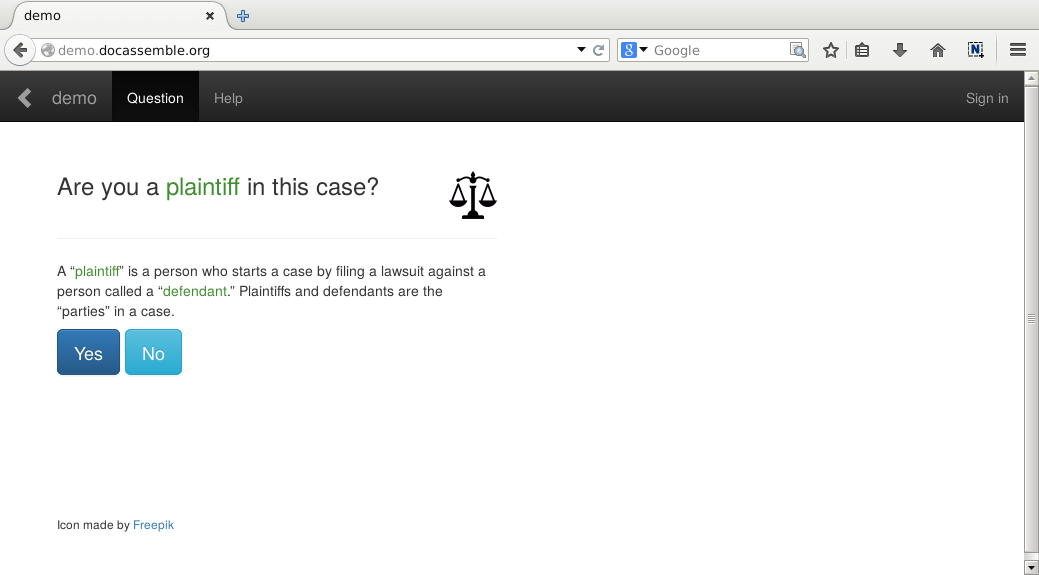 demo
demo.docassemble.org
Google
demo
Question
Help
Sign in
Are you a plaintiff in this case?
A “plaintiff” is a person who starts a case by filing a lawsuit against a
person called a “defendant.” Plaintiffs and defendants are the
“parties” in a case.
Yes
No
Icon made by Freepik